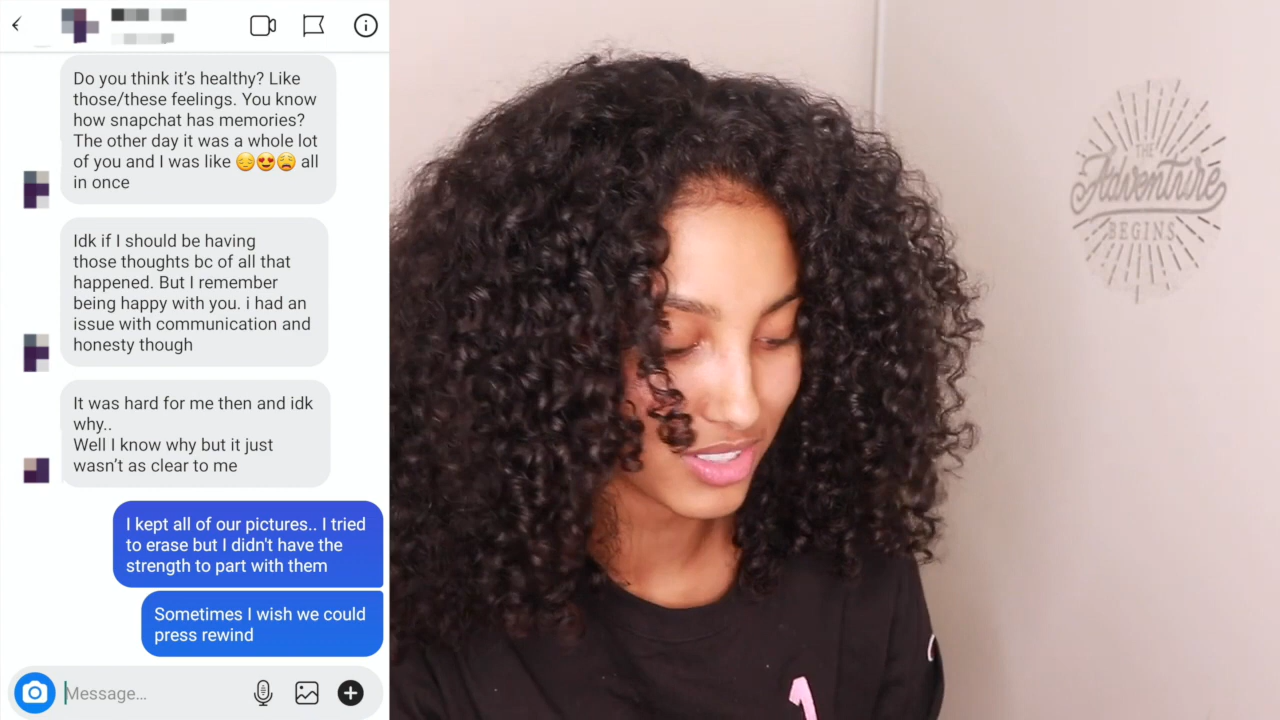 Do you think it's healthy? Like
those/these feelings. You know
how snapchat has memories?
The other day it was a whole lot
of you and I was like 😔😍😩 all
in once
Idk if I should be having
those thoughts bc of all that
happened. But I remember
being happy with you. i had an
issue with communication and
honesty though
It was hard for me then and idk
why..
Well I know why but it just
wasn't as clear to me
I kept all of our pictures.. I tried
to erase but I didn't have the
strength to part with them
Sometimes I wish we could
press rewind
Message...
THE
Adventure
BEGINS